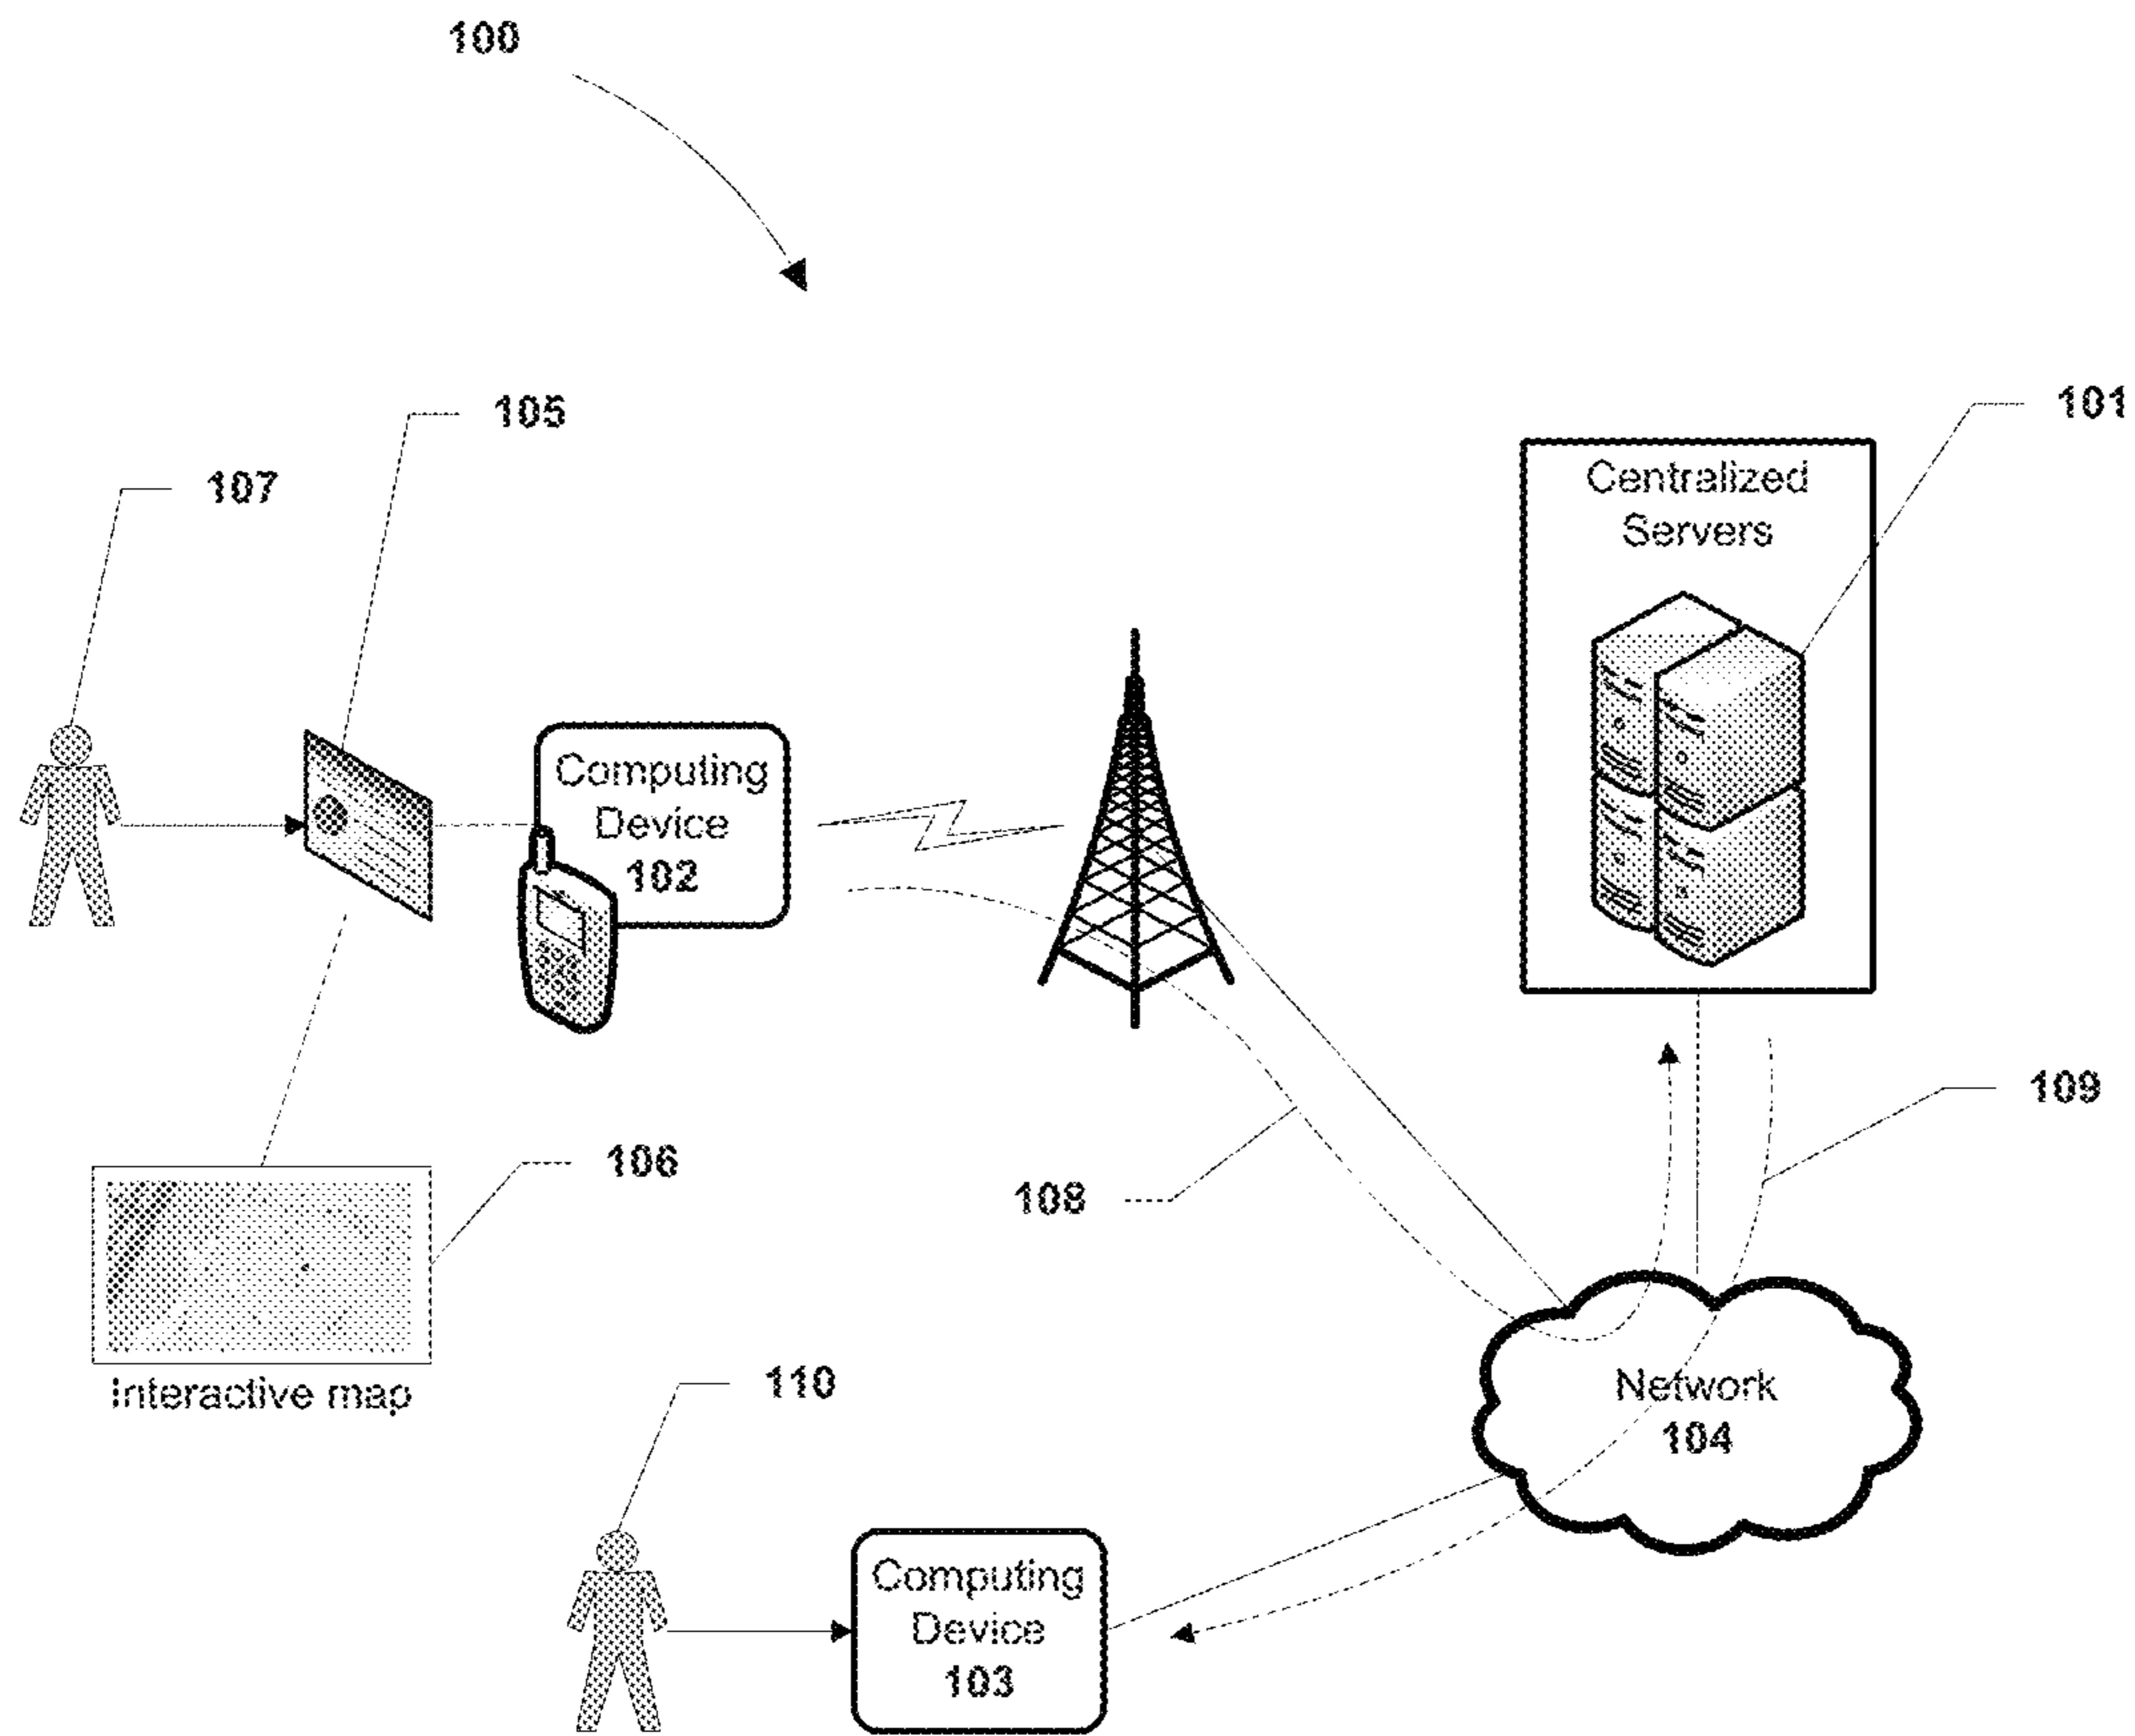 100
105
101
107
Centralized
Servers
Computing
Device
102
109
106
108
Interactive map
110
Network
104
Computing
Device
103